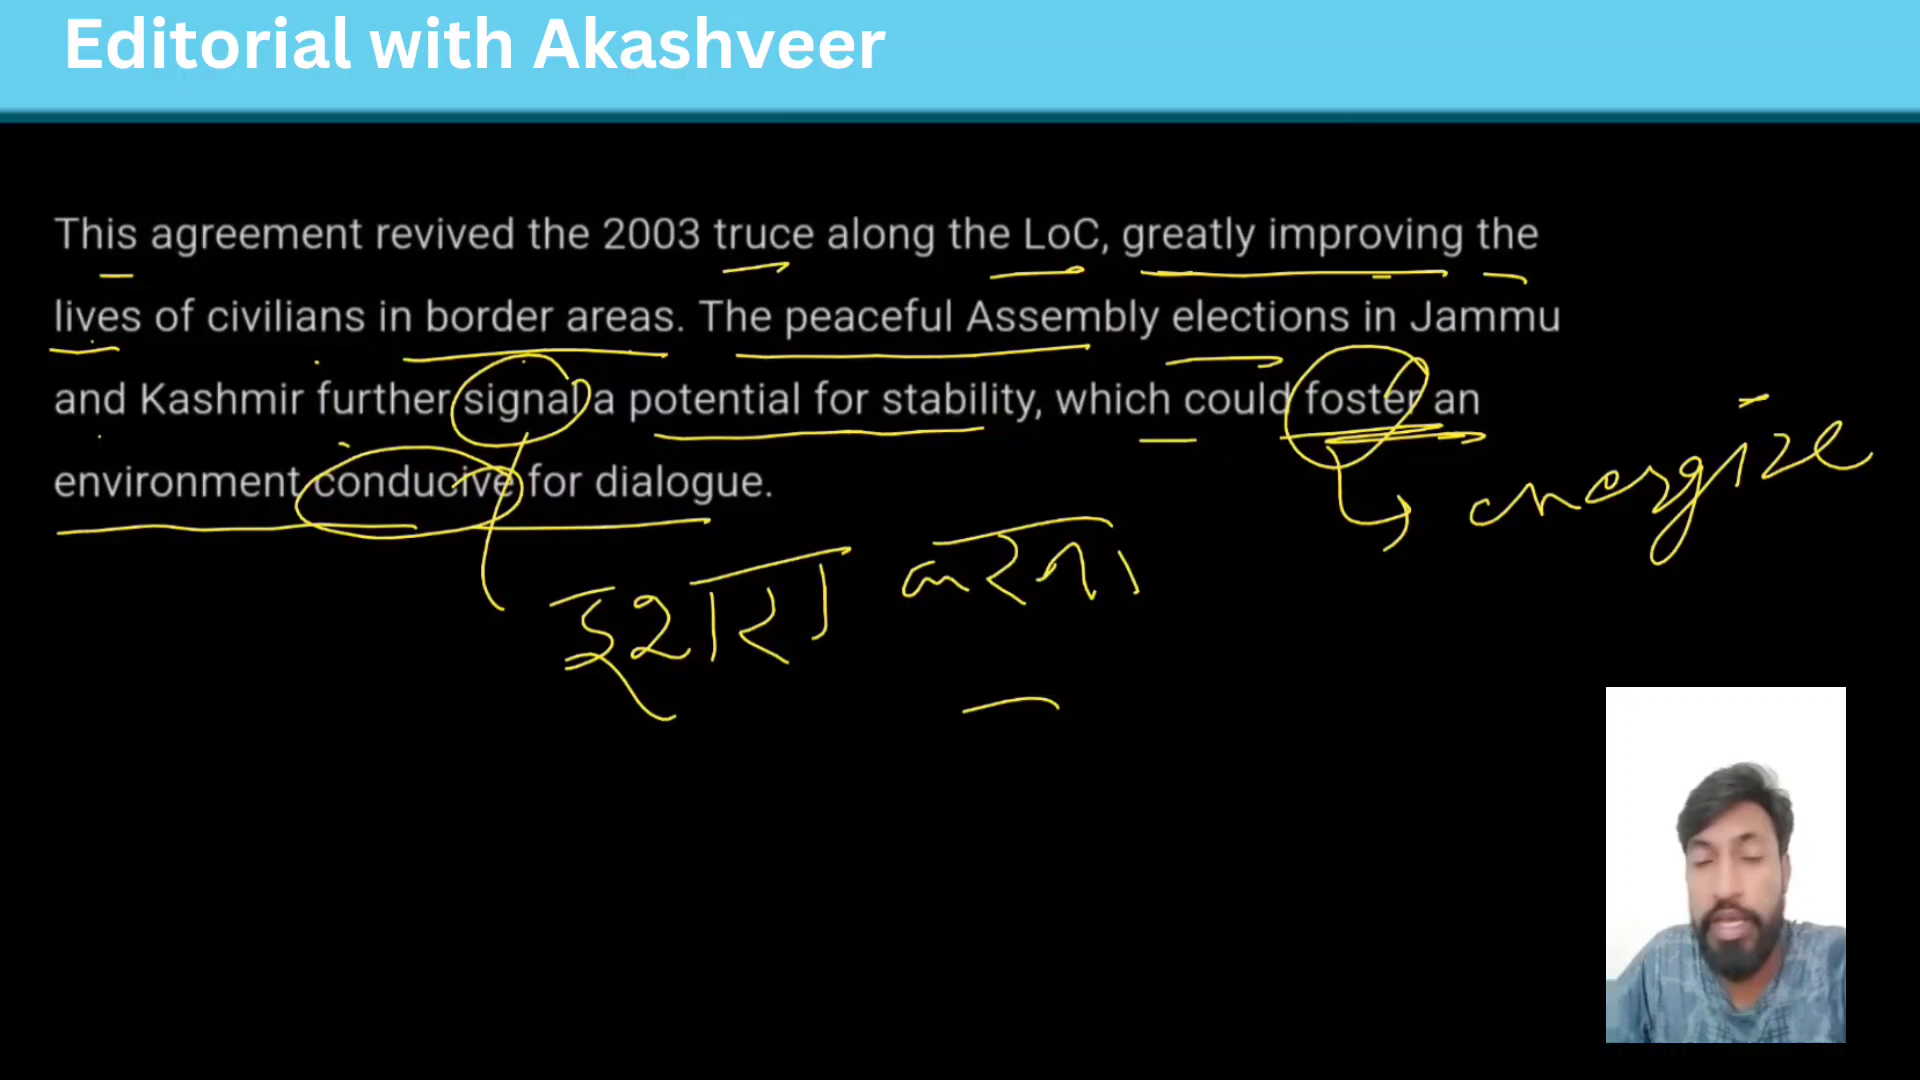 Editorial with Akashveer
This agreement revived the 2003 truce along the LoC, greatly improving the
lives of civilians in border areas. The peaceful Assembly elections in Jammu
and Kashmir further signal a potential for stability, which could foster an
environment conducive for dialogue.
energize
इशारा करना